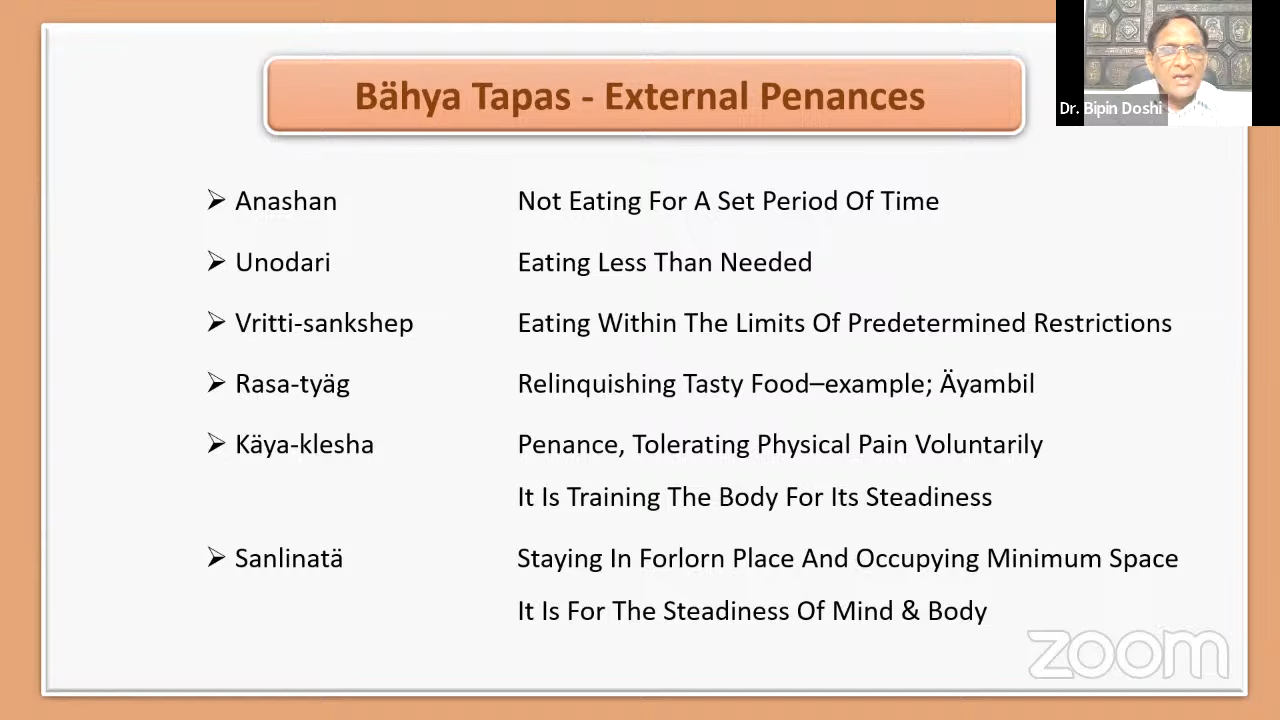 Bähya Tapas - External Penances
Dr. Bipin Doshi
➢ Anashan Not Eating For A Set Period Of Time
➢ Unodari Eating Less Than Needed
➢ Vritti-sankshep Eating Within The Limits Of Predetermined Restrictions
➢ Rasa-tyäg Relinquishing Tasty Food–example; Äyambil
➢ Käya-klesha Penance, Tolerating Physical Pain Voluntarily
It Is Training The Body For Its Steadiness
➢ Sanlinatä Staying In Forlorn Place And Occupying Minimum Space
It Is For The Steadiness Of Mind & Body
zoom